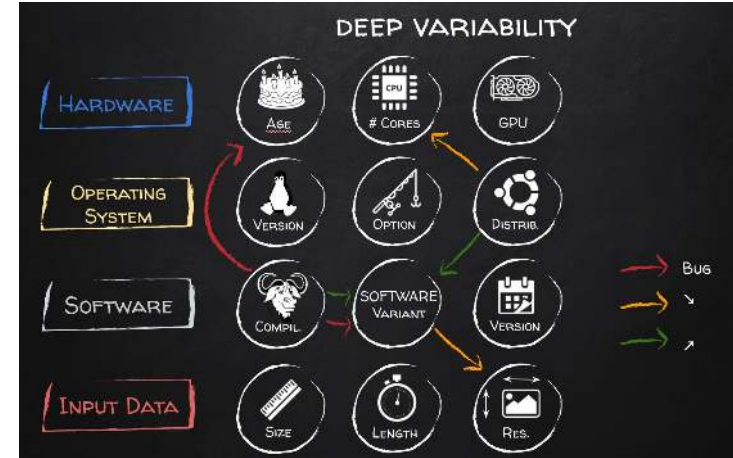 DEEP VARIABILITY
HARDWARE
AGE
CPU
# CORES
GPU
OPERATING
SYSTEM
VERSION
OPTION
DISTRIB.
SOFTWARE
COMPIL.
SOFTWARE
VARIANT
VERSION
BUG
↘
↗
INPUT DATA
SIZE
LENGTH
RES.